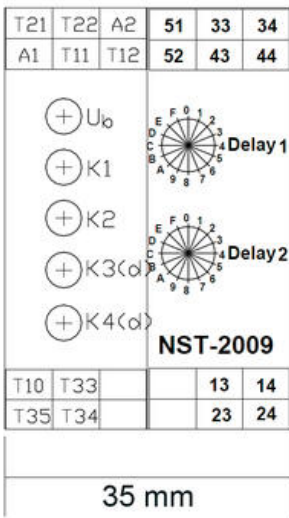 T21 T22 A2 51 33 34
A1 T11 T12 52 43 44
Ub
K1
K2
K3(d)
K4(d)
0 1 2 3 4 5 6 7 8 9 A B C D E F
Delay 1
0 1 2 3 4 5 6 7 8 9 A B C D E F
Delay 2
NST-2009
T10 T33 13 14
T35 T34 23 24
35 mm